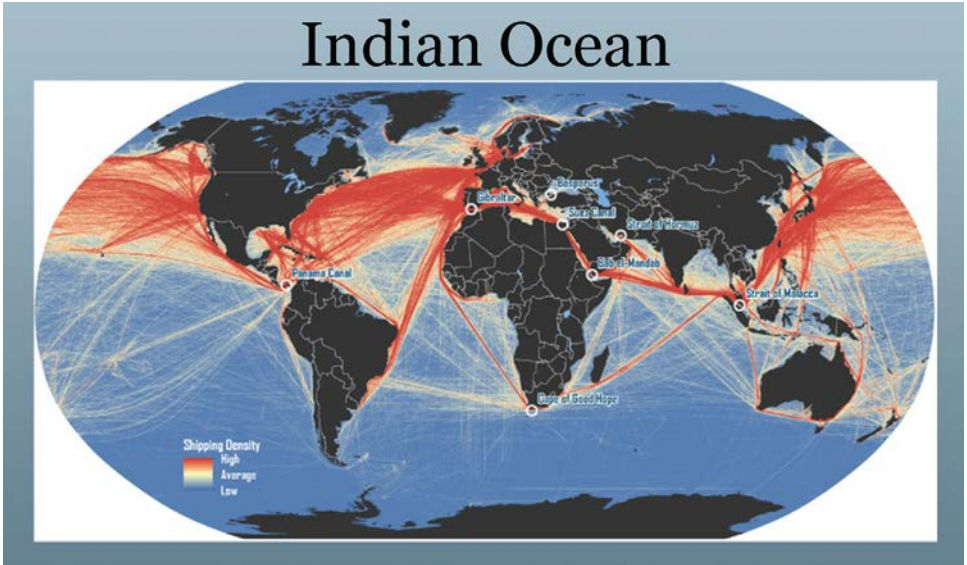 Indian Ocean
Bosporus
Gibraltar
Suez Canal
Strait of Hormuz
Bab el-Mandab
Panama Canal
Strait of Malacca
Cape of Good Hope
Shipping Density
High
Average
Low